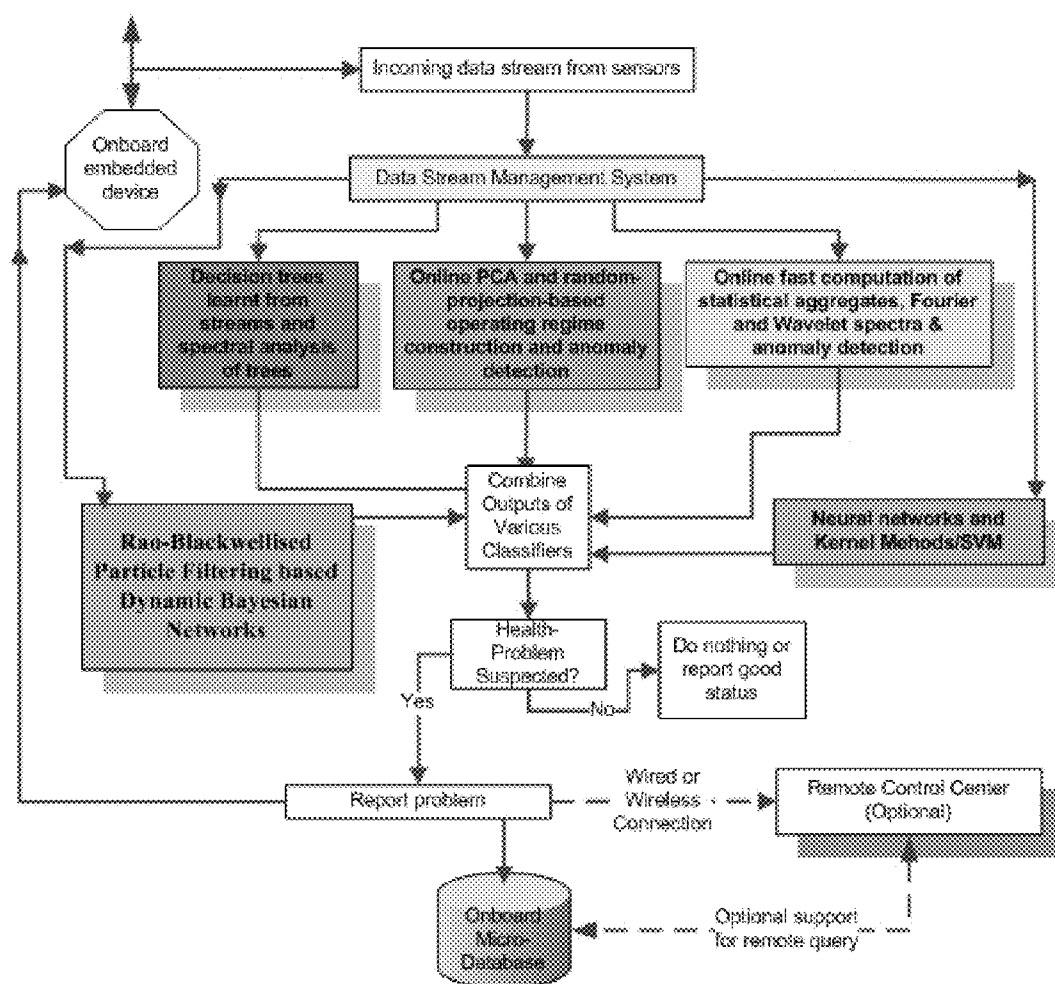 Incoming data stream from sensors
Onboard
embedded
device
Data Stream Management System
Decision trees
learnt from
streams and
spectral analysis
of trees
Online PCA and random-
projection-based
operating regime
construction and anomaly
detection
Online fast computation of
statistical aggregates, Fourier
and Wavelet spectra &
anomaly detection
Combine
Outputs of
Various
Classifiers
Neural networks and
Kernel Mehods/SVM
Rao-Blackwellised
Particle Filtering based
Dynamic Bayesian
Networks
Health-
Problem
Suspected?
Do nothing or
report good
status
Yes
No
Report problem
Wired or
Wireless
Connection
Remote Control Center
(Optional)
Onboard
Micro-
Database
Optional support
for remote query